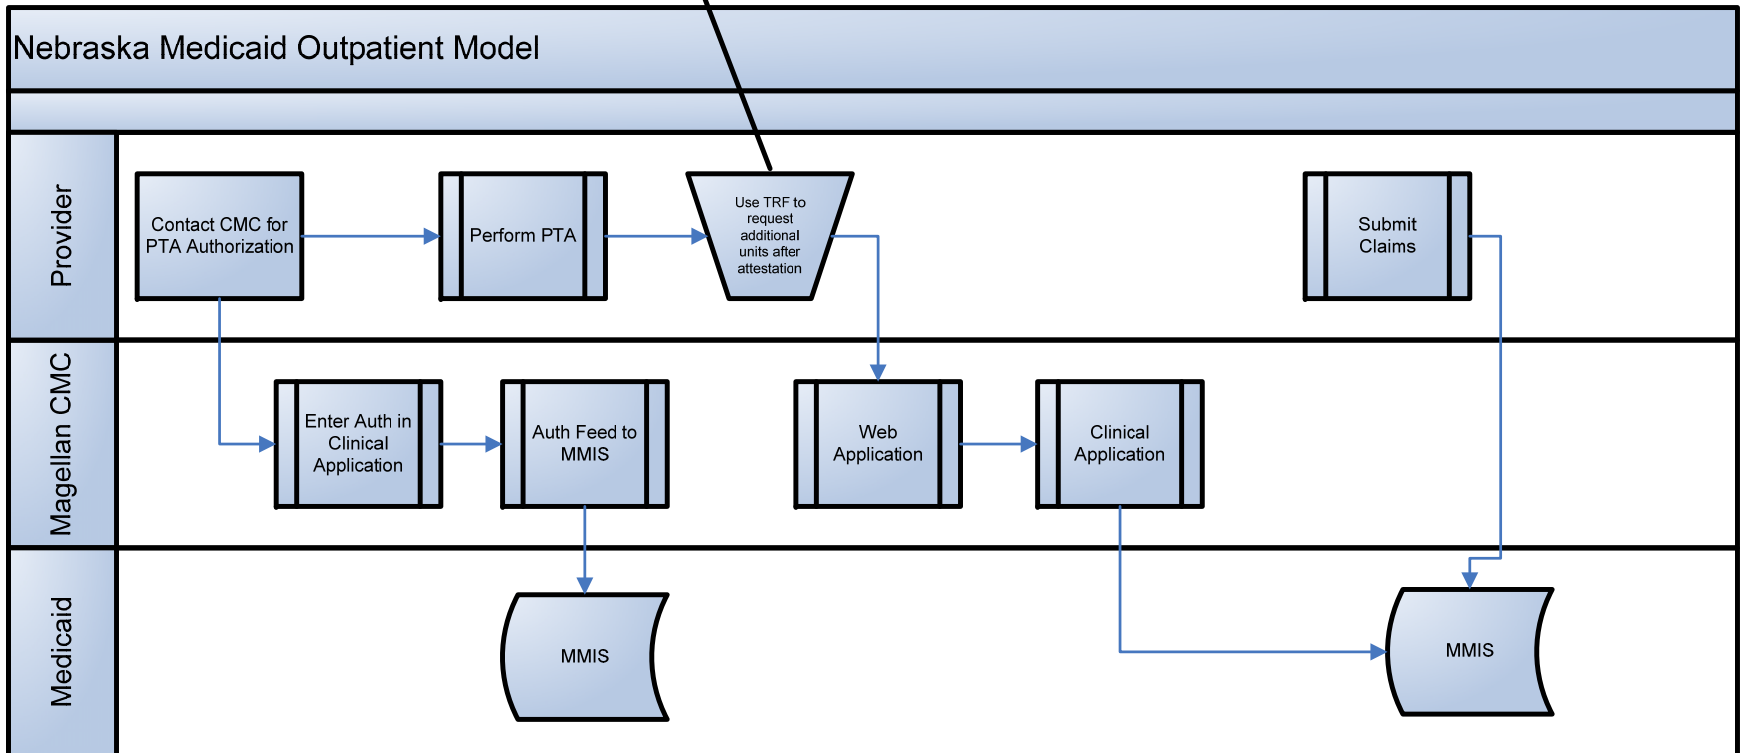 Nebraska Medicaid Outpatient Model
Provider
Contact CMC for
PTA Authorization
Perform PTA
Use TRF to
request
additional
units after
attestation
Submit
Claims
Magellan CMC
Enter Auth in
Clinical
Application
Auth Feed to
MMIS
Web
Application
Clinical
Application
Medicaid
MMIS
MMIS